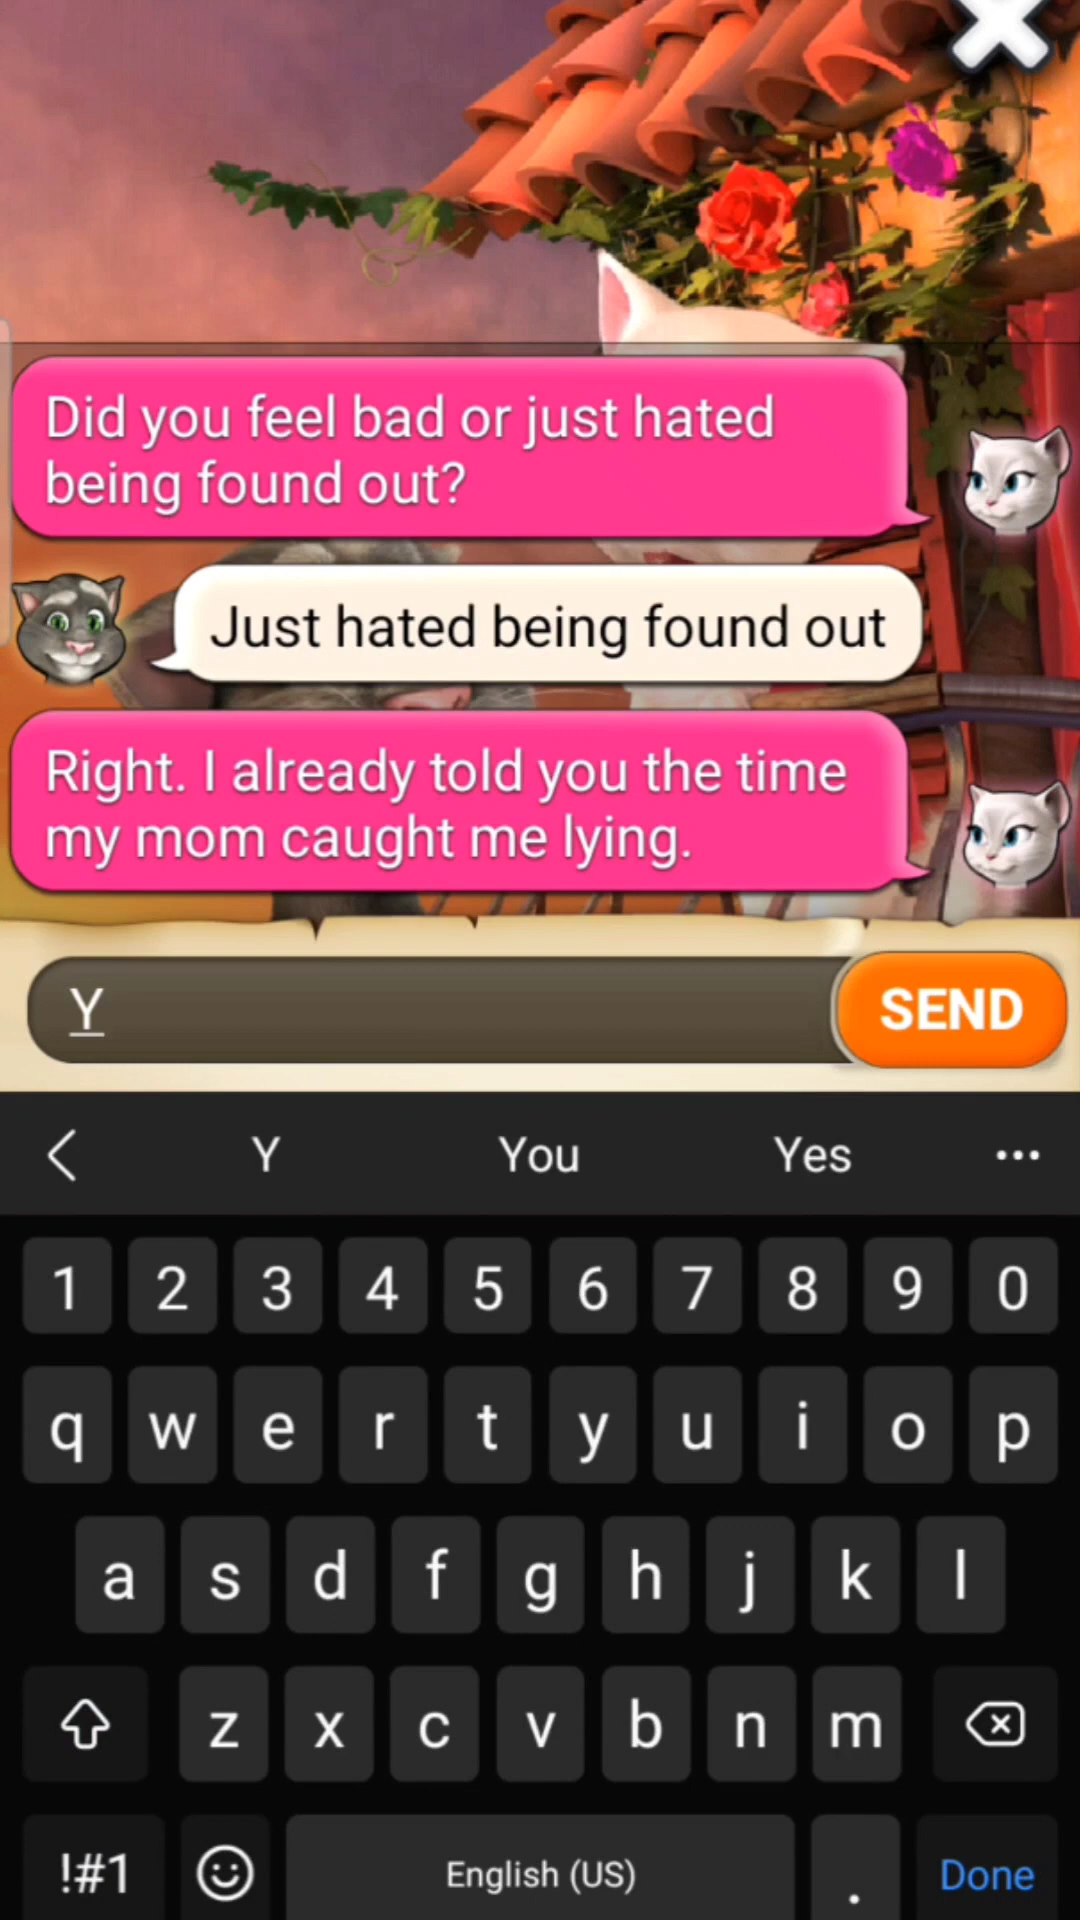 Did you feel bad or just hated
being found out?
Just hated being found out
Right. I already told you the time
my mom caught me lying.
Y
SEND
Y You Yes
1 2 3 4 5 6 7 8 9 0
q w e r t y u i o p
a s d f g h j k l
z x c v b n m
!#1 English (US) . Done